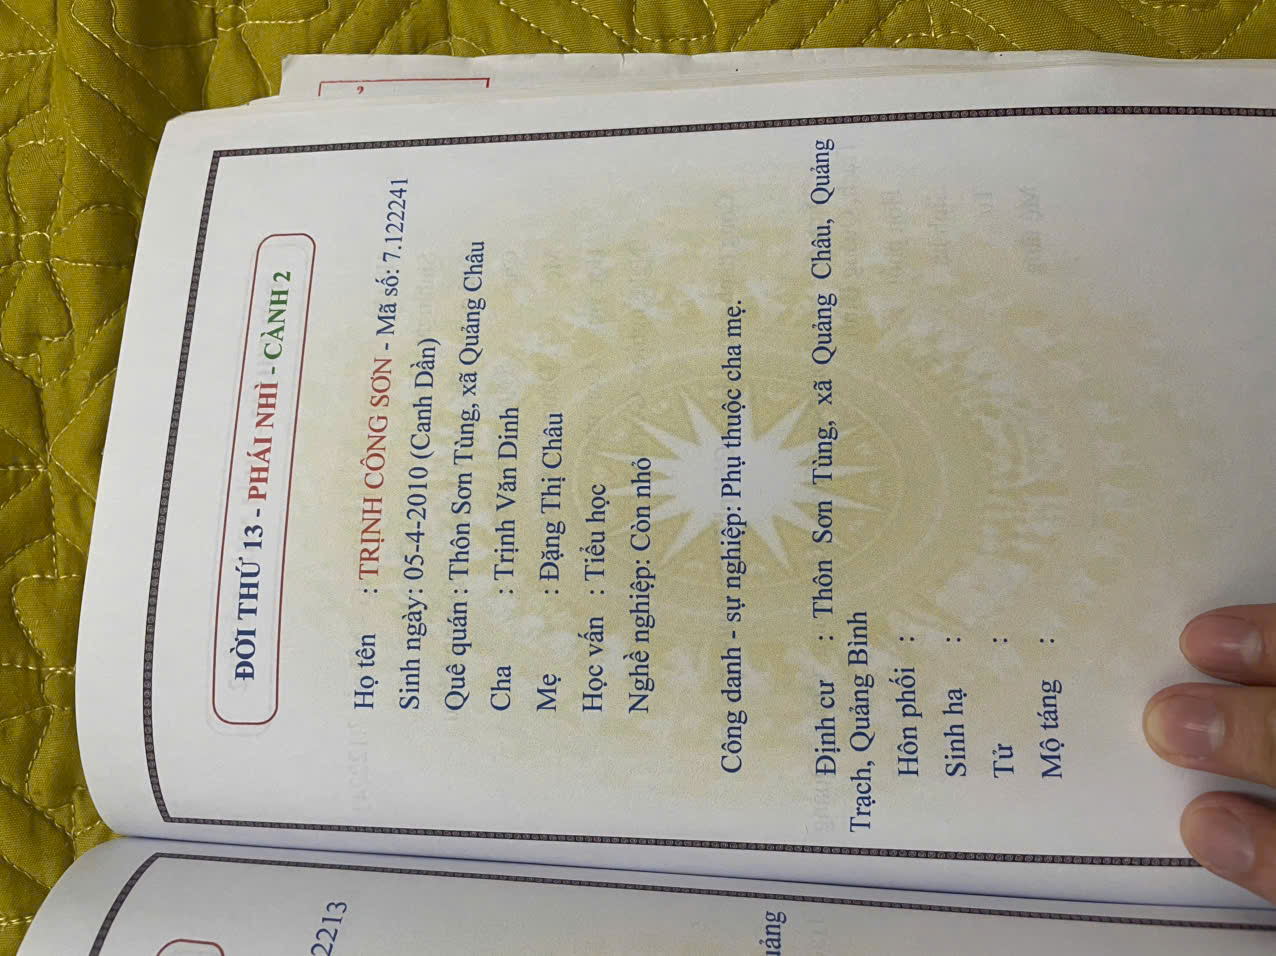 ĐỜI THỨ 13 - PHÁI NHÌ - CÀNH 2
Họ tên : TRỊNH CÔNG SƠN - Mã số: 7.122241
Sinh ngày: 05-4-2010 (Canh Dần)
Quê quán : Thôn Sơn Tùng, xã Quảng Châu
Cha : Trịnh Văn Dinh
Mẹ : Đặng Thị Châu
Học vấn : Tiểu học
Nghề nghiệp: Còn nhỏ
Công danh - sự nghiệp: Phụ thuộc cha mẹ.
Định cư : Thôn Sơn Tùng, xã Quảng Châu, Quảng
Trạch, Quảng Bình
Hôn phối :
Sinh hạ :
Tử :
Mộ táng :
2213